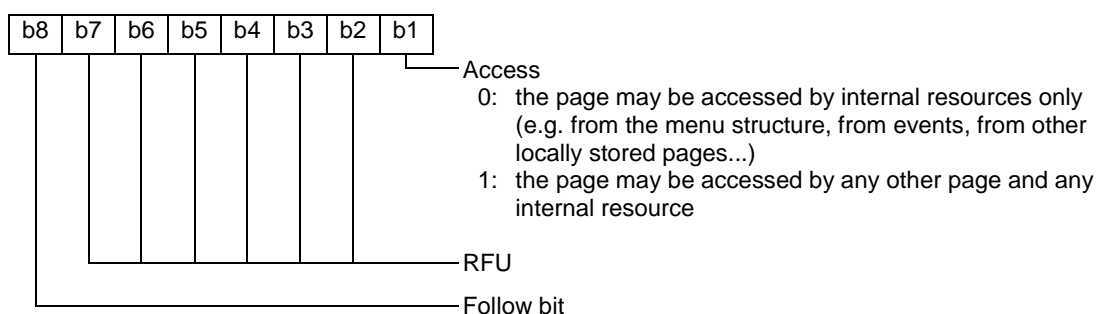 b8 b7 b6 b5 b4 b3 b2 b1
Access
0: the page may be accessed by internal resources only
(e.g. from the menu structure, from events, from other
locally stored pages...)
1: the page may be accessed by any other page and any
internal resource
RFU
Follow bit